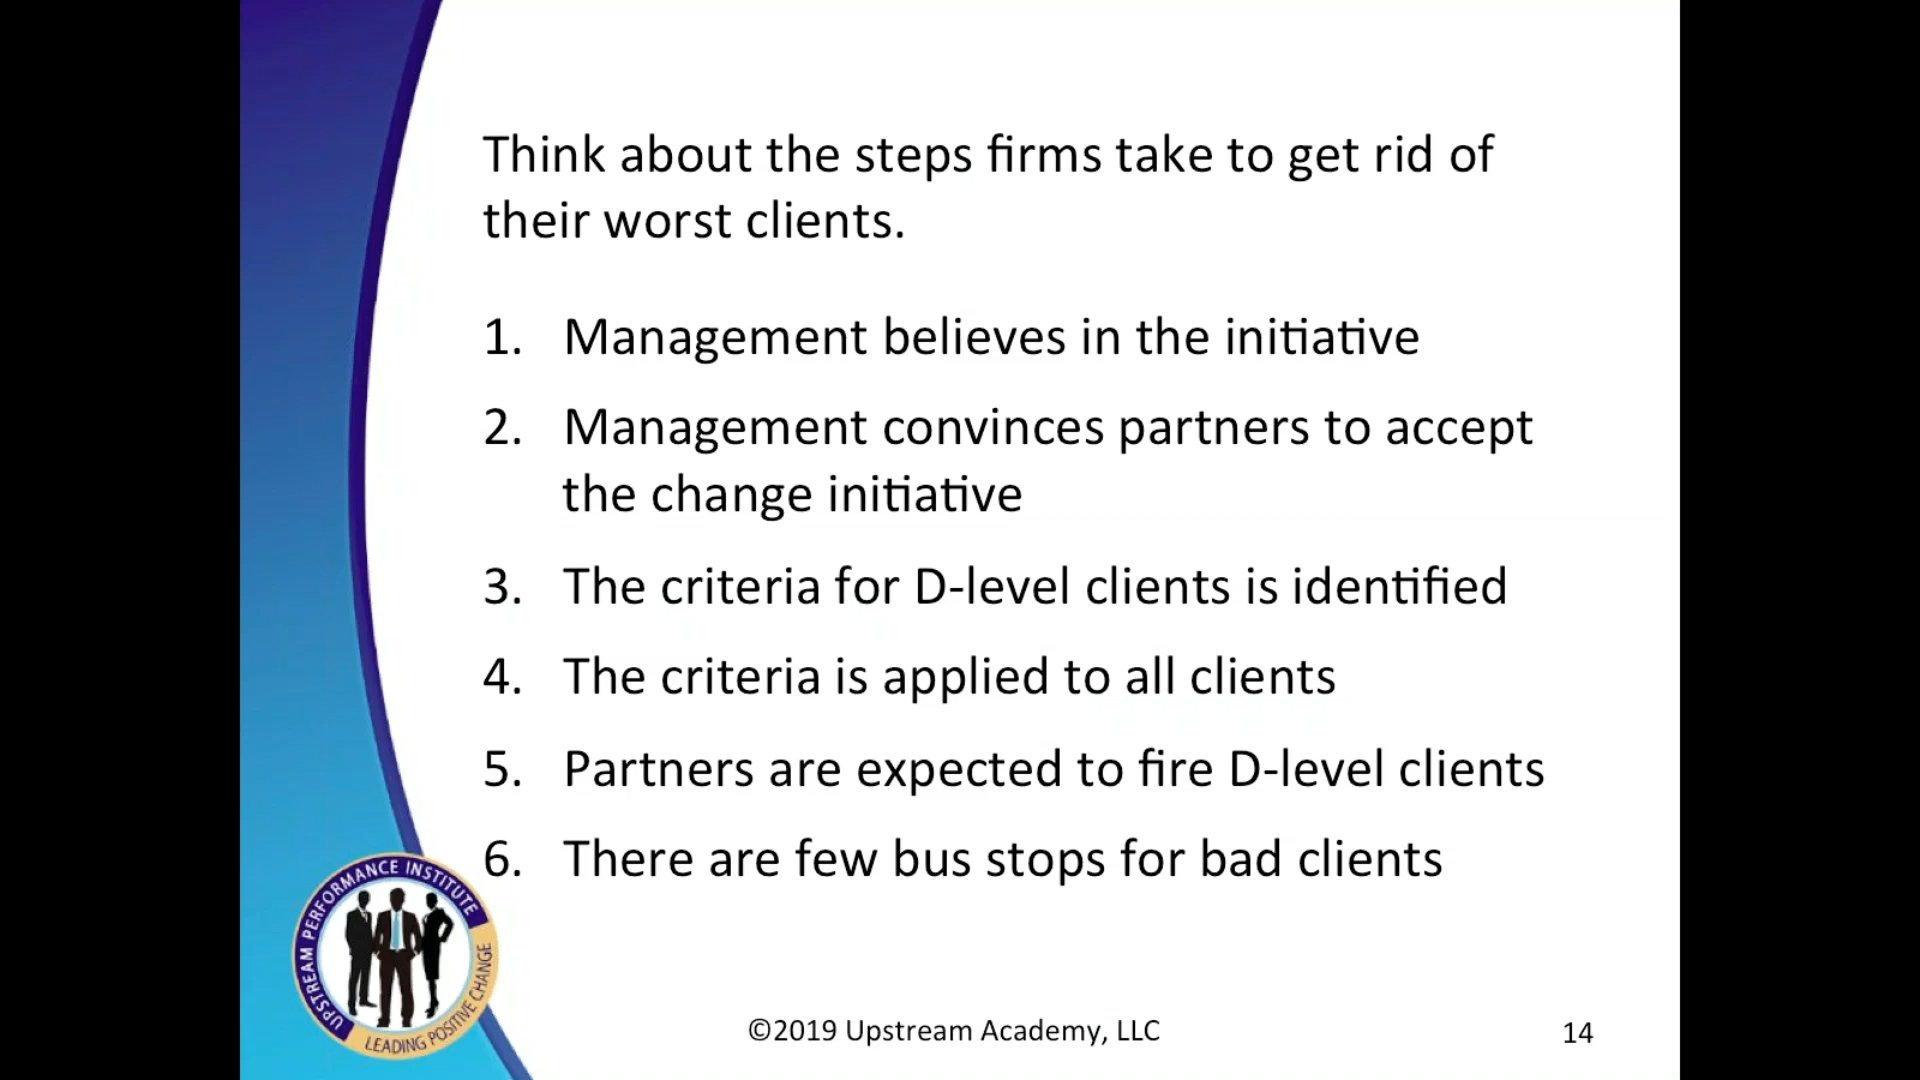 Think about the steps firms take to get rid of
their worst clients.
1. Management believes in the initiative
2. Management convinces partners to accept
the change initiative
3. The criteria for D-level clients is identified
4. The criteria is applied to all clients
5. Partners are expected to fire D-level clients
6. There are few bus stops for bad clients
UPSTREAM PERFORMANCE INSTITUTE
LEADING POSITIVE CHANGE
©2019 Upstream Academy, LLC
14